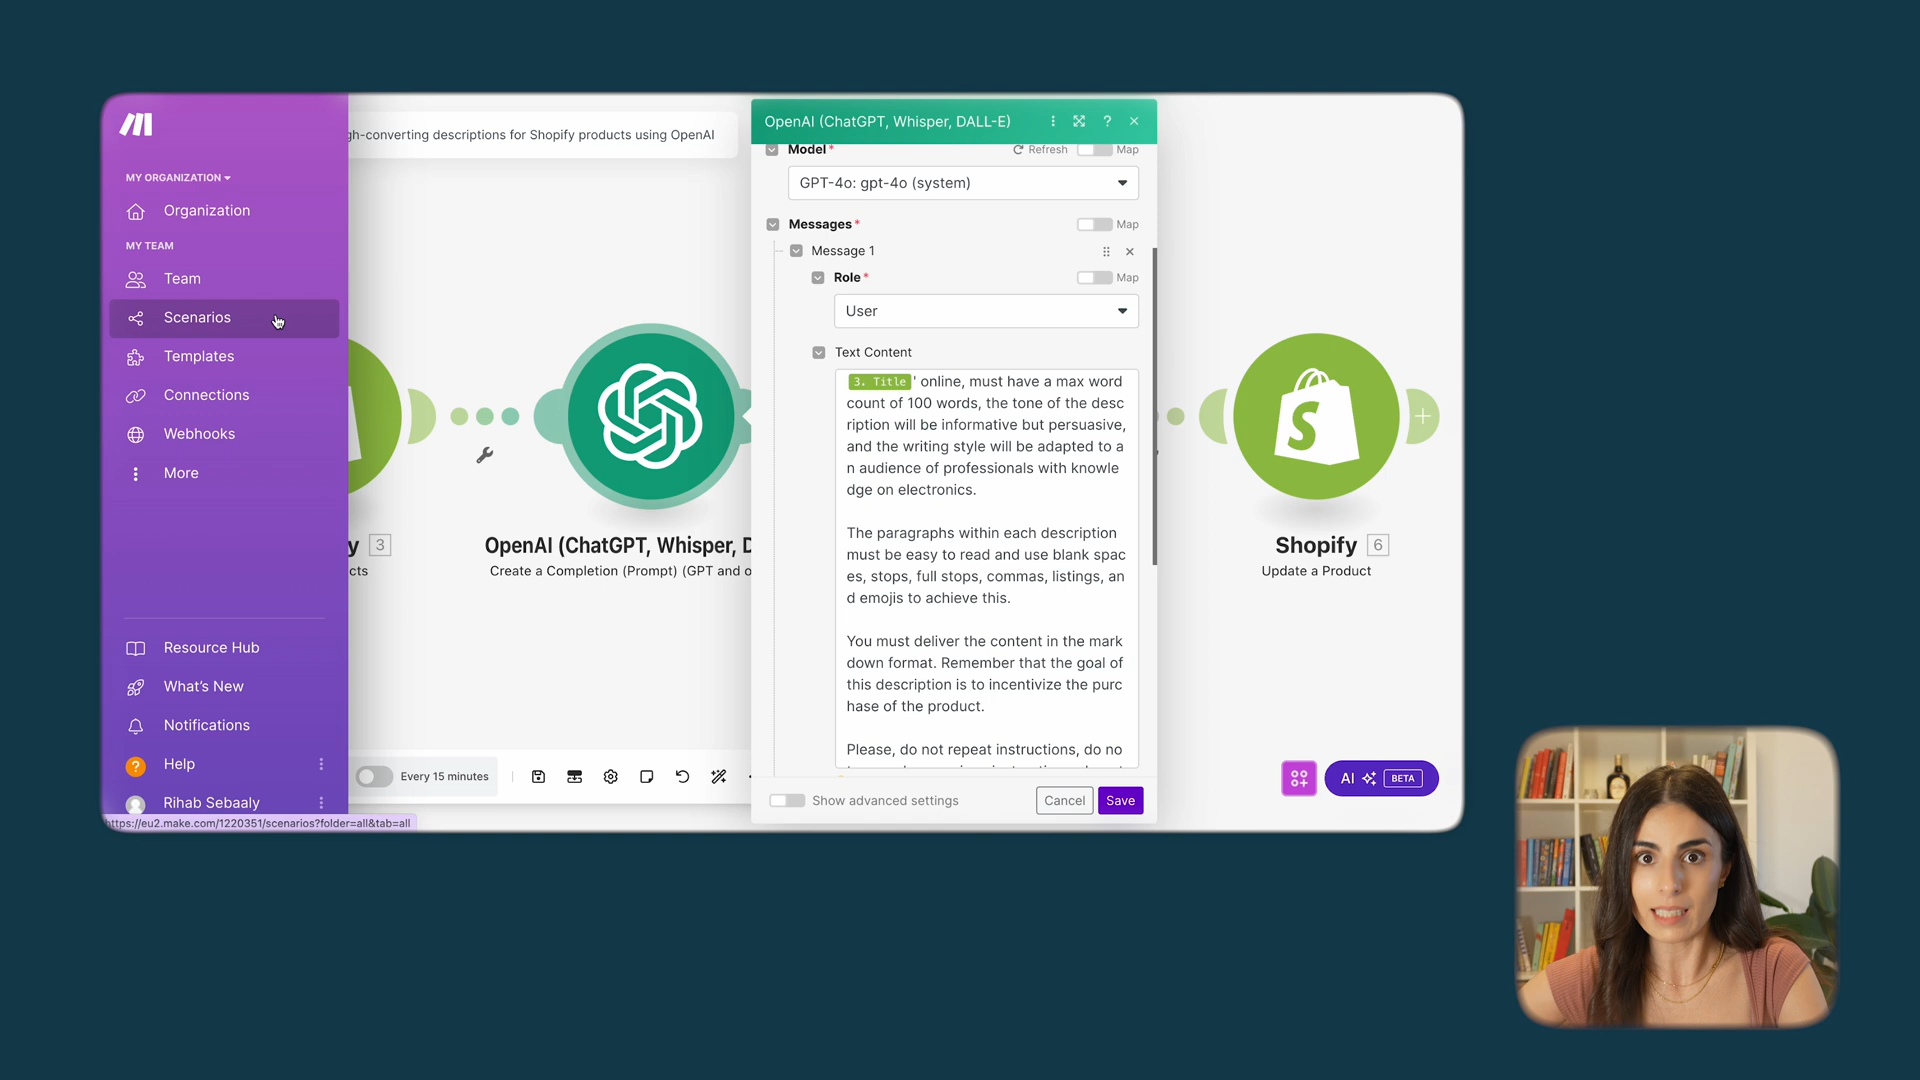 MY ORGANIZATION
Organization
MY TEAM
Team
Scenarios
Templates
Connections
Webhooks
More
Resource Hub
What's New
Notifications
? Help
Rihab Sebaaly
https://eu2.make.com/1220351/scenarios?folder=all&tab=all
gh-converting descriptions for Shopify products using OpenAI
y 3
cts
OpenAI (ChatGPT, Whisper, D
Create a Completion (Prompt) (GPT and o
Every 15 minutes
OpenAI (ChatGPT, Whisper, DALL-E) ?
Model* Refresh Map
GPT-4o: gpt-4o (system)
Messages* Map
Message 1
Role* Map
User
Text Content
3. Title ' online, must have a max word
count of 100 words, the tone of the desc
ription will be informative but persuasive,
and the writing style will be adapted to a
n audience of professionals with knowle
dge on electronics.
The paragraphs within each description
must be easy to read and use blank spac
es, stops, full stops, commas, listings, an
d emojis to achieve this.
You must deliver the content in the mark
down format. Remember that the goal of
this description is to incentivize the purc
hase of the product.
Please, do not repeat instructions, do no
Show advanced settings Cancel Save
S
Shopify 6
Update a Product
AI BETA